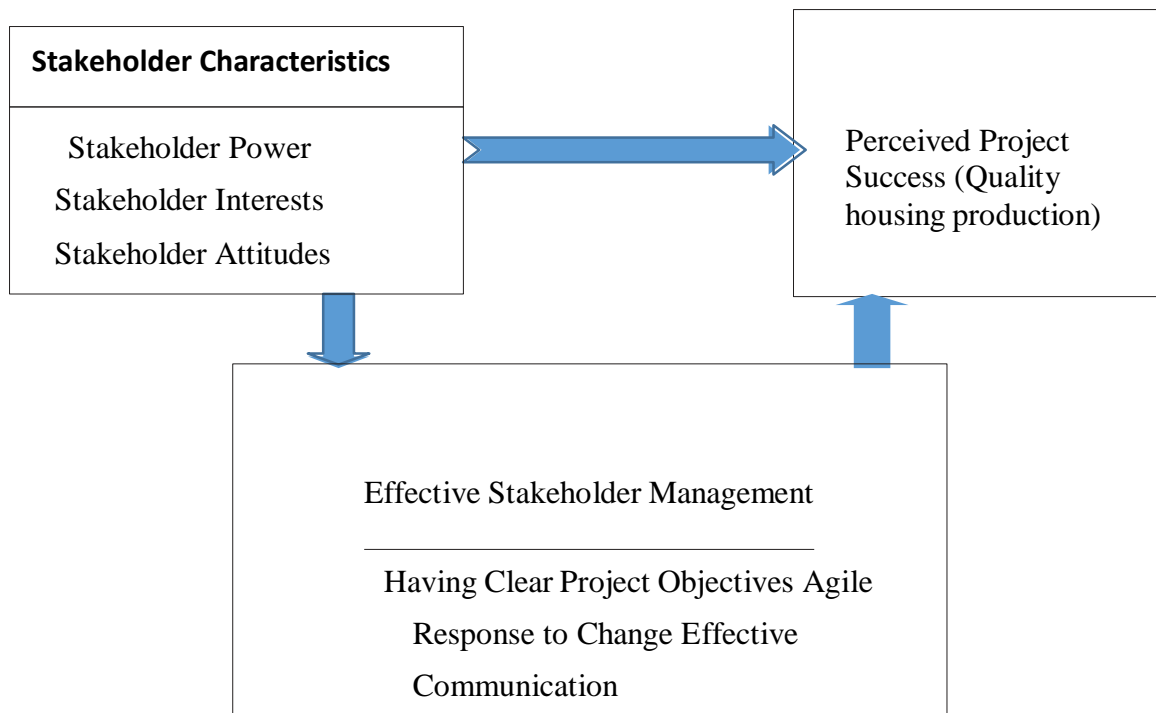 Stakeholder Characteristics
Stakeholder Power
Stakeholder Interests
Stakeholder Attitudes
Perceived Project
Success (Quality
housing production)
Effective Stakeholder Management
Having Clear Project Objectives Agile
Response to Change Effective
Communication